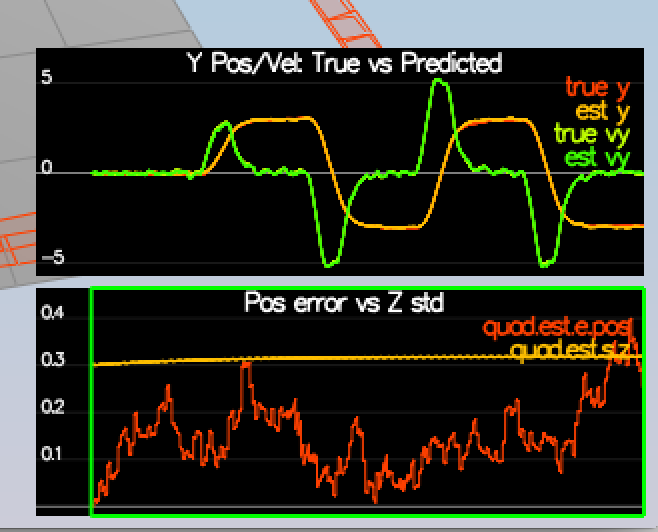 Y Pos/Vel: True vs Predicted
5
true y
est y
true vy
est vy
0
-5
Pos error vs Z std
0.4
quad.est.e.pos
quad.est.s.z
0.3
0.2
0.1